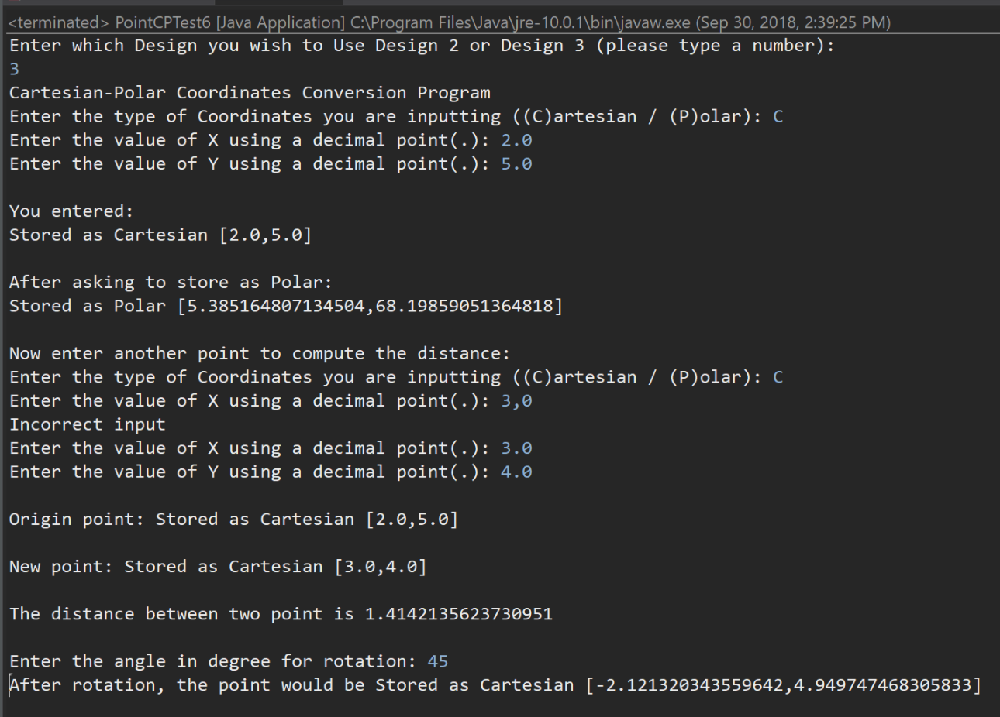 <terminated> PointCPTest6 [Java Application] C:\Program Files\Java\jre-10.0.1\bin\javaw.exe (Sep 30, 2018, 2:39:25 PM)
Enter which Design you wish to Use Design 2 or Design 3 (please type a number):
3
Cartesian-Polar Coordinates Conversion Program
Enter the type of Coordinates you are inputting ((C)artesian / (P)olar): C
Enter the value of X using a decimal point(.): 2.0
Enter the value of Y using a decimal point(.): 5.0
You entered:
Stored as Cartesian [2.0,5.0]
After asking to store as Polar:
Stored as Polar [5.385164807134504,68.19859051364818]
Now enter another point to compute the distance:
Enter the type of Coordinates you are inputting ((C)artesian / (P)olar): C
Enter the value of X using a decimal point(.): 3,0
Incorrect input
Enter the value of X using a decimal point(.): 3.0
Enter the value of Y using a decimal point(.): 4.0
Origin point: Stored as Cartesian [2.0,5.0]
New point: Stored as Cartesian [3.0,4.0]
The distance between two point is 1.4142135623730951
Enter the angle in degree for rotation: 45
After rotation, the point would be Stored as Cartesian [-2.121320343559642,4.949747468305833]